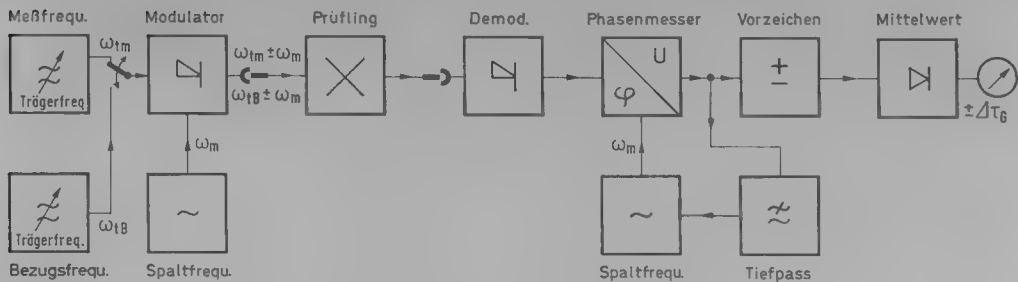 Meßfrequ.
Modulator
Prüfling
Demod.
Phasenmesser
Vorzeichen
Mittelwert
ωtm
Trägerfreq
ωtm ± ωm
ωtB ± ωm
U
φ
±
±ΔτG
ωm
ωm
Trägerfreq.
ωtB
~
~
Bezugsfrequ.
Spaltfrequ.
Spaltfrequ.
Tiefpass